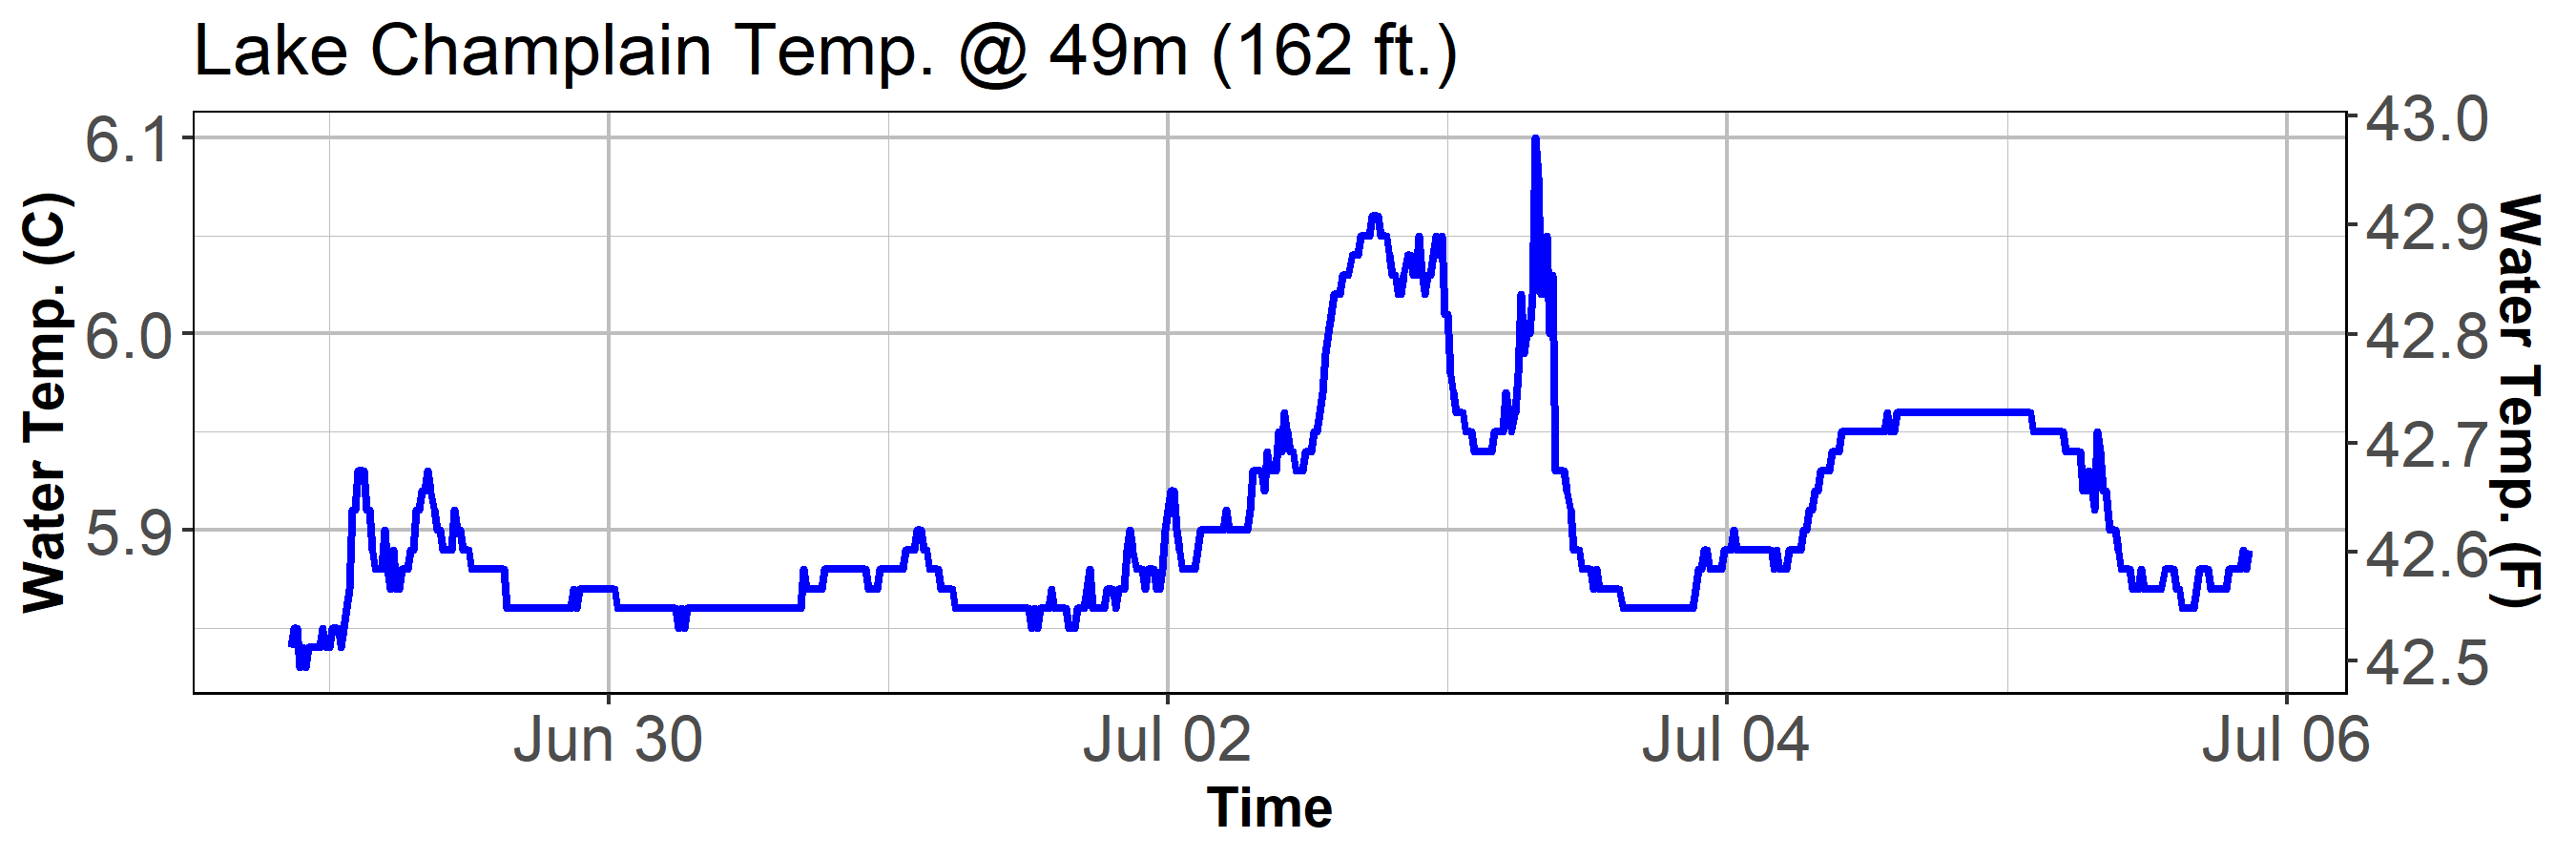 Lake Champlain Temp. @ 49m (162 ft.)
Water Temp. (C)
6.1
6.0
5.9
43.0
42.9
42.8
42.7
42.6
42.5
Water Temp. (F)
Jun 30
Jul 02
Jul 04
Jul 06
Time